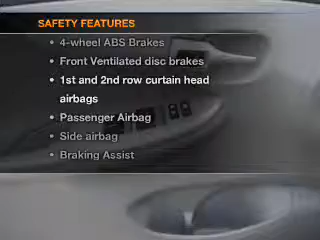 SAFETY FEATURES
• 4-wheel ABS Brakes
• Front Ventilated disc brakes
• 1st and 2nd row curtain head
airbags
• Passenger Airbag
• Side airbag
• Braking Assist